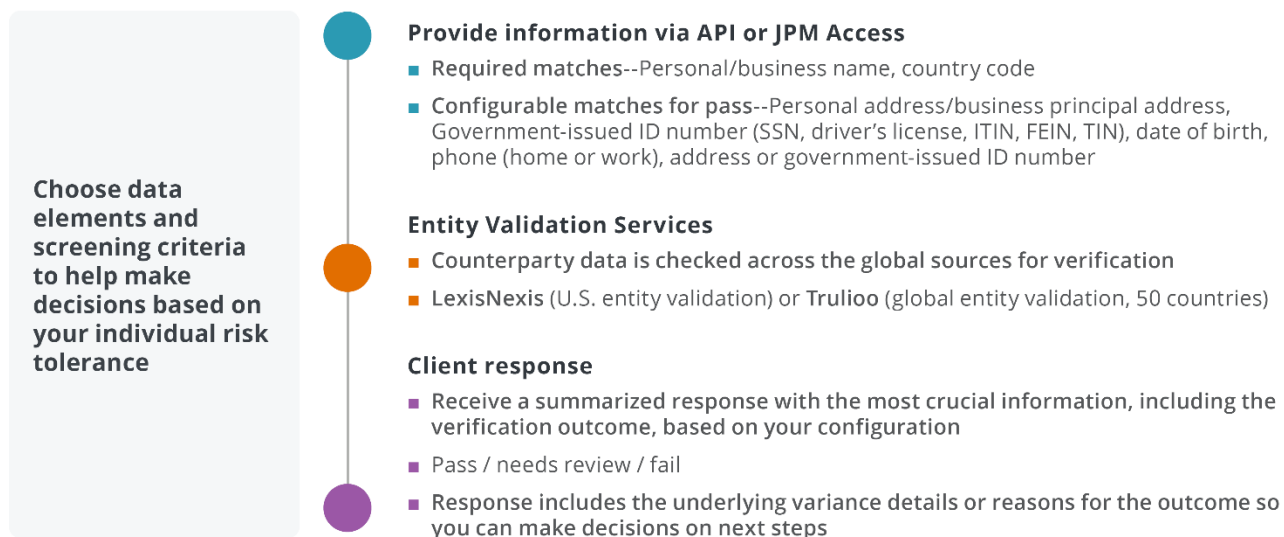 Choose data
elements and
screening criteria
to help make
decisions based on
your individual risk
tolerance
Provide information via API or JPM Access
Required matches--Personal/business name, country code
Configurable matches for pass--Personal address/business principal address,
Government-issued ID number (SSN, driver’s license, ITIN, FEIN, TIN), date of birth,
phone (home or work), address or government-issued ID number
Entity Validation Services
Counterparty data is checked across the global sources for verification
LexisNexis (U.S. entity validation) or Trulioo (global entity validation, 50 countries)
Client response
Receive a summarized response with the most crucial information, including the
verification outcome, based on your configuration
Pass / needs review / fail
Response includes the underlying variance details or reasons for the outcome so
you can make decisions on next steps